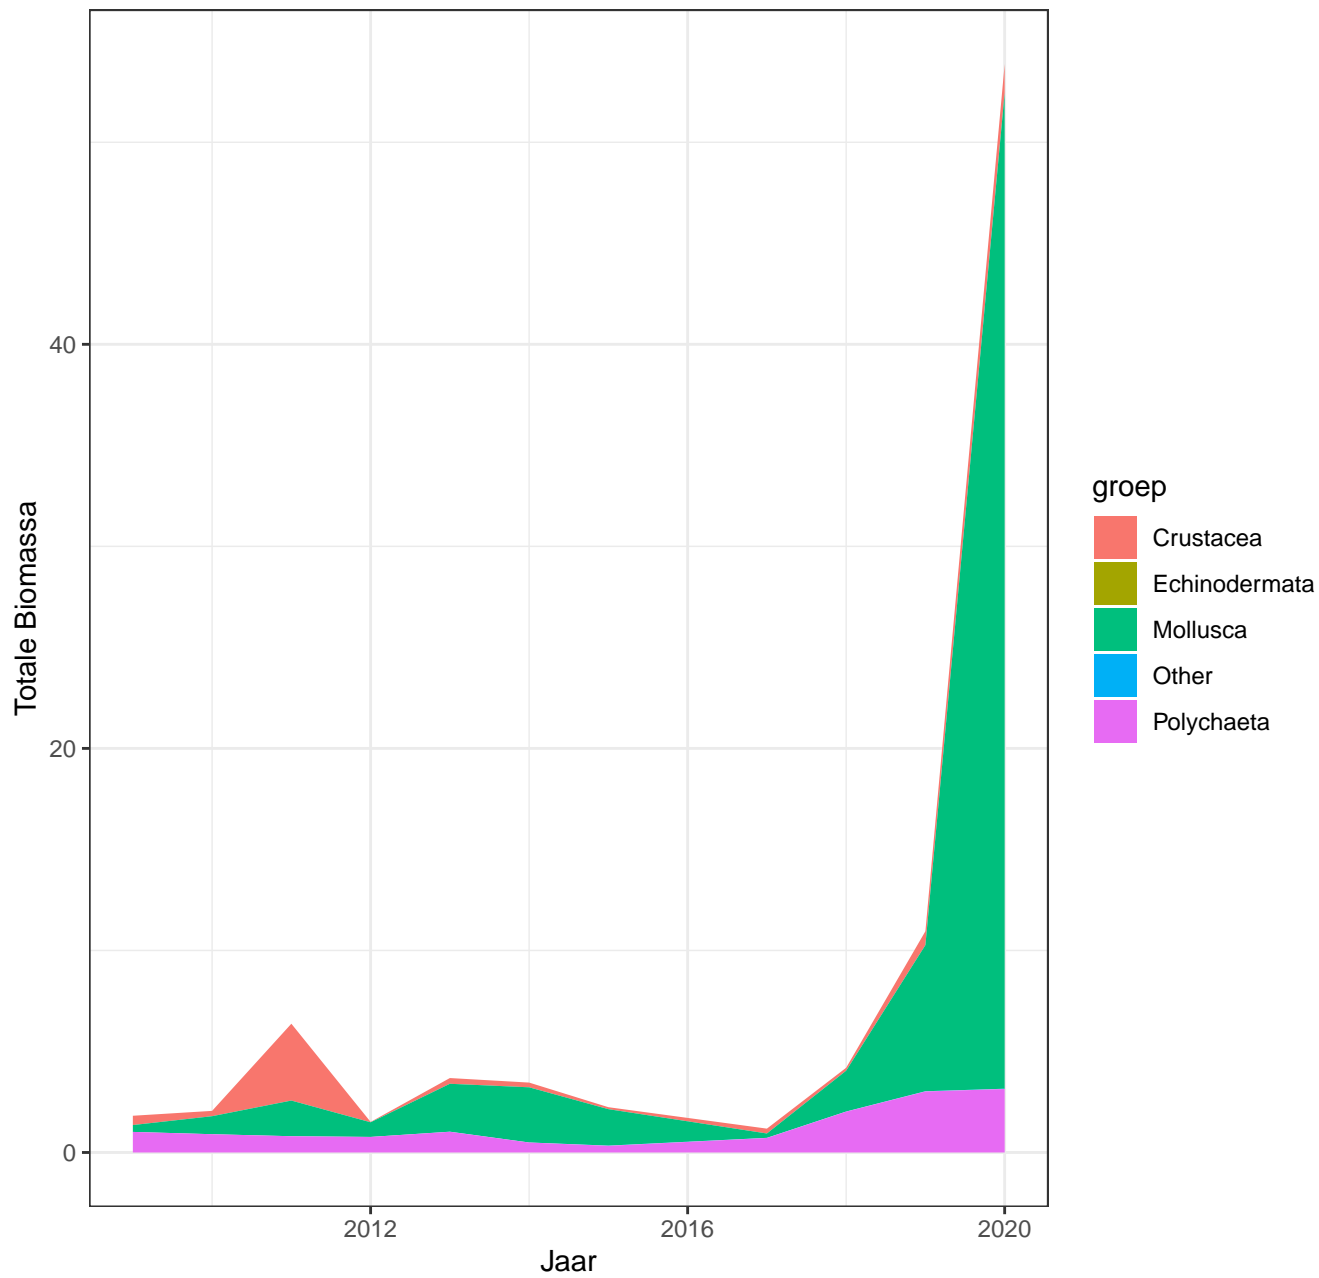 Totale Biomassa
40
20
0
2012
2016
2020
Jaar
groep
Crustacea
Echinodermata
Mollusca
Other
Polychaeta